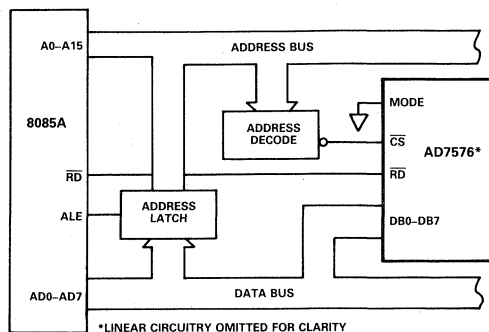 A0–A15
ADDRESS BUS
8085A
MODE
ADDRESS
DECODE
CS
AD7576*
RD
RD
ADDRESS
LATCH
ALE
DB0–DB7
AD0–AD7
DATA BUS
*LINEAR CIRCUITRY OMITTED FOR CLARITY